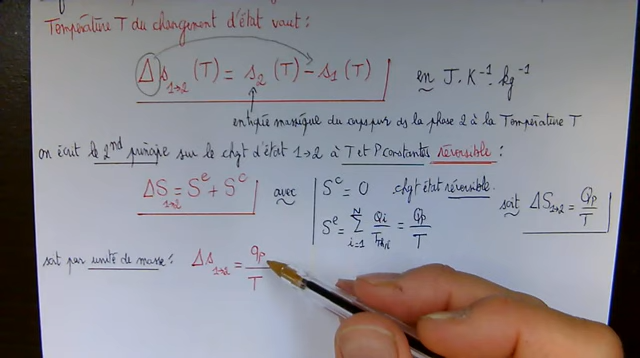 Température T du changement d'état vaut :
Δs₁→₂ (T) = s₂ (T) – s₁ (T) en J. K⁻¹. kg⁻¹
entropie massique du corps pur ds la phase 2 à la Température T
on écrit le 2nd principe sur le chgt d'état 1→2 à T et P constantes réversible :
ΔS₁→₂ = Sᵉ + Sᶜ avec Sᶜ = 0 chgt état réversible. soit ΔS₁→₂ = Qp/T
Sᵉ = Σᵢ₌₁ᴺ Qi/Tth,i = Qp/T
soit par unité de masse : Δs₁→₂ = qp/T